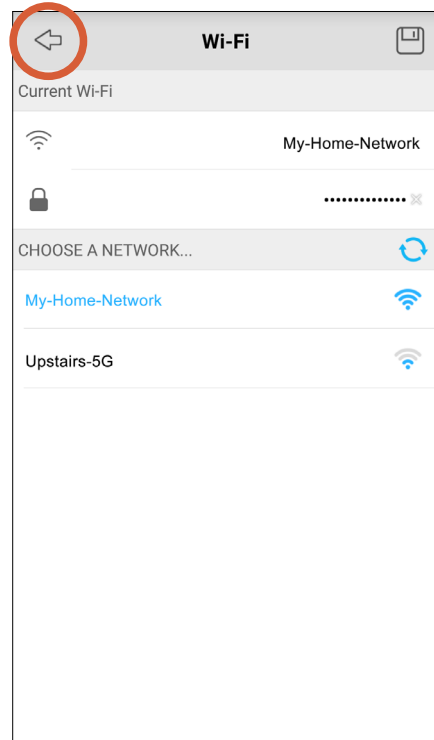 Wi-Fi
Current Wi-Fi
My-Home-Network
••••••••••••••
CHOOSE A NETWORK...
My-Home-Network
Upstairs-5G